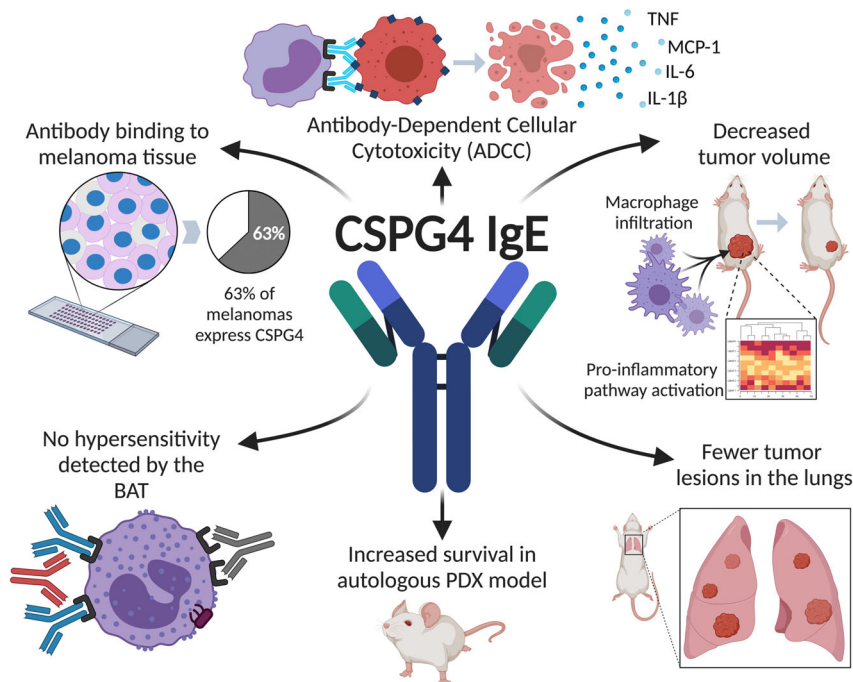 TNF
MCP-1
IL-6
IL-1β
Antibody-Dependent Cellular
Cytotoxicity (ADCC)
Antibody binding to
melanoma tissue
63%
63% of
melanomas
express CSPG4
Decreased
tumor volume
Macrophage
infiltration
Pro-inflammatory
pathway activation
CSPG4 IgE
No hypersensitivity
detected by the
BAT
Increased survival in
autologous PDX model
Fewer tumor
lesions in the lungs